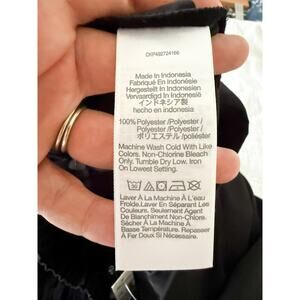 Made In Indonesia
Fabriqué En Indonésie
Hergestellt In Indonesien
Vervaardigd In Indonesië
インドネシア製
hecho en indonesia
100% Polyester /Polyester /
Polyester /Polyester /
ポリエステル /poliéster
Machine Wash Cold With Like
Colors. Non-Chlorine Bleach
Only. Tumble Dry Low. Iron
On Lowest Setting.
Laver À La Machine À L'eau
Froide.Laver En Séparant Les
Couleurs. Seulement Agent
De Blanchiment Non-Chlore.
Sécher À La Machine À
Basse Température. Repasser
À Fer Doux Si Nécessaire.